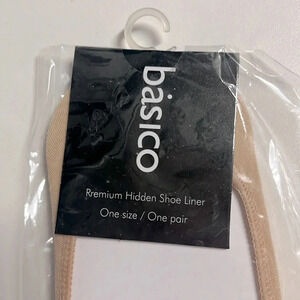 basico
Rremium Hidden Shoe Liner
One size / One pair